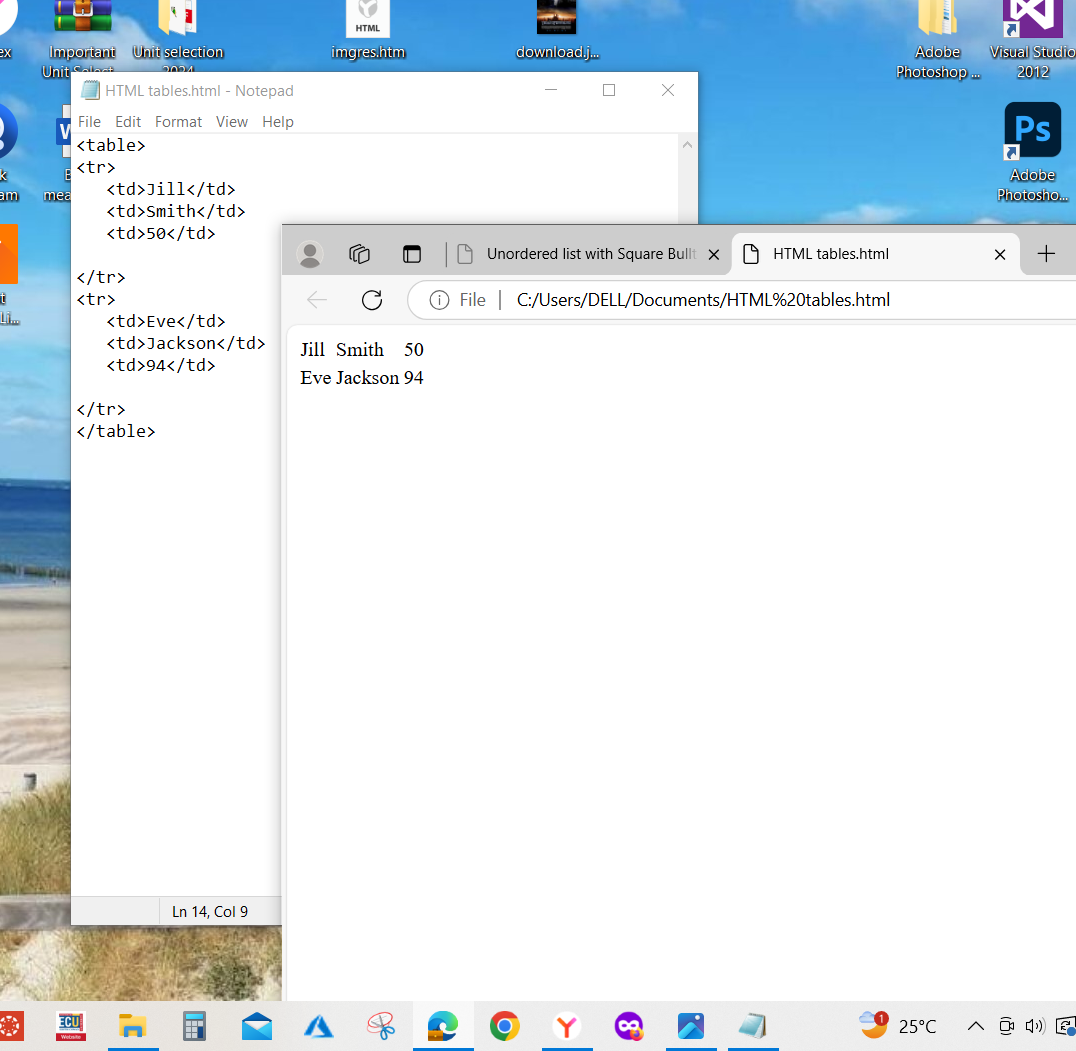 ex
Important
Unit Select...
Unit selection
2024
HTML
imgres.htm
download.j...
Adobe
Photoshop ...
Visual Studio
2012
HTML tables.html - Notepad
File Edit Format View Help
<table>
<tr>
<td>Jill</td>
<td>Smith</td>
<td>50</td>
</tr>
<tr>
<td>Eve</td>
<td>Jackson</td>
<td>94</td>
</tr>
</table>
Ln 14, Col 9
W
k
am
mea
t
Li...
Ps
Adobe
Photosho...
Unordered list with Square Bullt
HTML tables.html
File
C:/Users/DELL/Documents/HTML%20tables.html
Jill Smith 50
Eve Jackson 94
ECU
Website
1
25°C